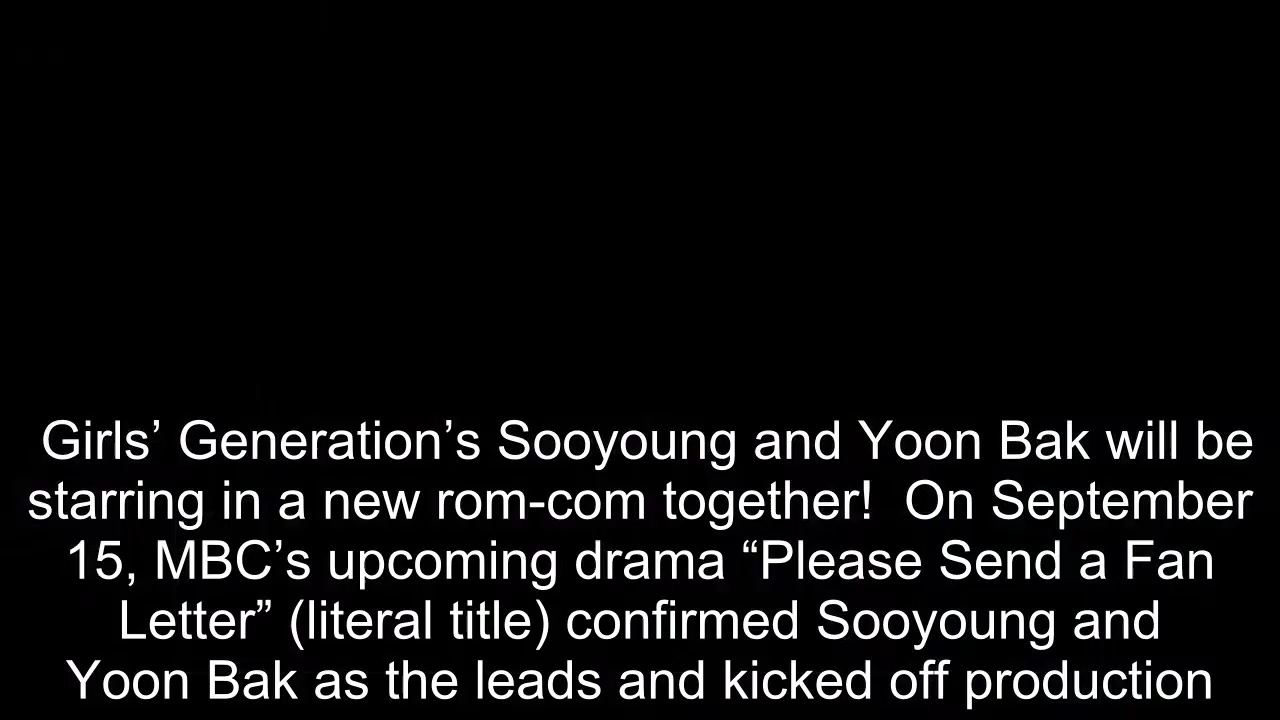 Girls’ Generation’s Sooyoung and Yoon Bak will be
starring in a new rom-com together!  On September
15, MBC’s upcoming drama “Please Send a Fan
Letter” (literal title) confirmed Sooyoung and
Yoon Bak as the leads and kicked off production